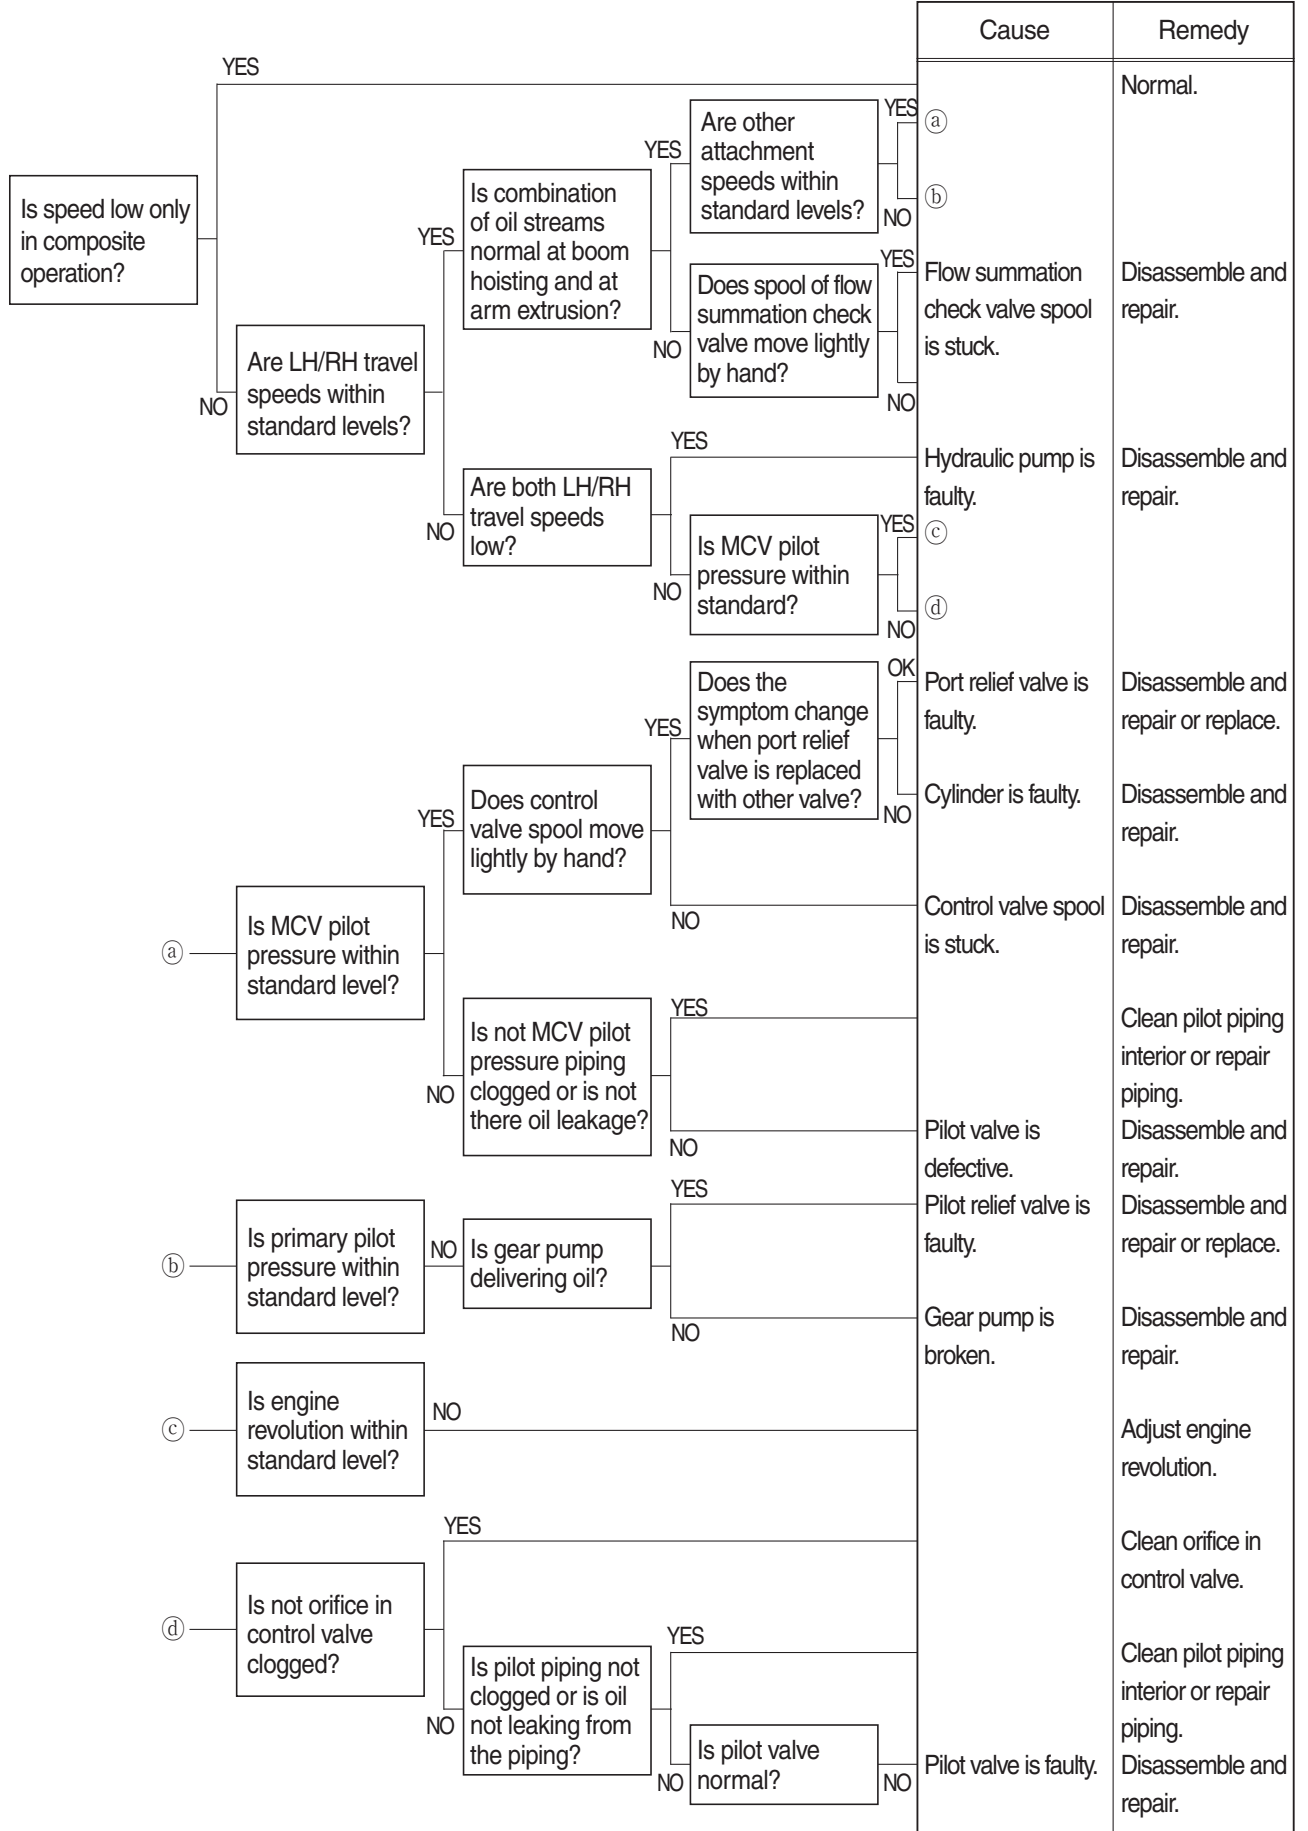 Cause
Remedy
YES
Normal.
Is speed low only
in composite
operation?
NO
Are LH/RH travel
speeds within
standard levels?
YES
Is combination
of oil streams
normal at boom
hoisting and at
arm extrusion?
YES
Are other
attachment
speeds within
standard levels?
YES
ⓐ
ⓑ
NO
NO
Does spool of flow
summation check
valve move lightly
by hand?
YES
Flow summation
check valve spool
is stuck.
Disassemble and
repair.
NO
NO
Are both LH/RH
travel speeds
low?
YES
Hydraulic pump is
faulty.
Disassemble and
repair.
NO
Is MCV pilot
pressure within
standard?
YES
ⓒ
ⓓ
NO
ⓐ
Is MCV pilot
pressure within
standard level?
YES
Does control
valve spool move
lightly by hand?
YES
Does the
symptom change
when port relief
valve is replaced
with other valve?
OK
Port relief valve is
faulty.
Disassemble and
repair or replace.
NO
Cylinder is faulty.
Disassemble and
repair.
NO
Control valve spool
is stuck.
Disassemble and
repair.
NO
Is not MCV pilot
pressure piping
clogged or is not
there oil leakage?
YES
Clean pilot piping
interior or repair
piping.
NO
Pilot valve is
defective.
Disassemble and
repair.
ⓑ
Is primary pilot
pressure within
standard level?
NO
Is gear pump
delivering oil?
YES
Pilot relief valve is
faulty.
Disassemble and
repair or replace.
NO
Gear pump is
broken.
Disassemble and
repair.
ⓒ
Is engine
revolution within
standard level?
NO
Adjust engine
revolution.
ⓓ
Is not orifice in
control valve
clogged?
YES
Clean orifice in
control valve.
NO
Is pilot piping not
clogged or is oil
not leaking from
the piping?
YES
Clean pilot piping
interior or repair
piping.
NO
Is pilot valve
normal?
NO
Pilot valve is faulty.
Disassemble and
repair.